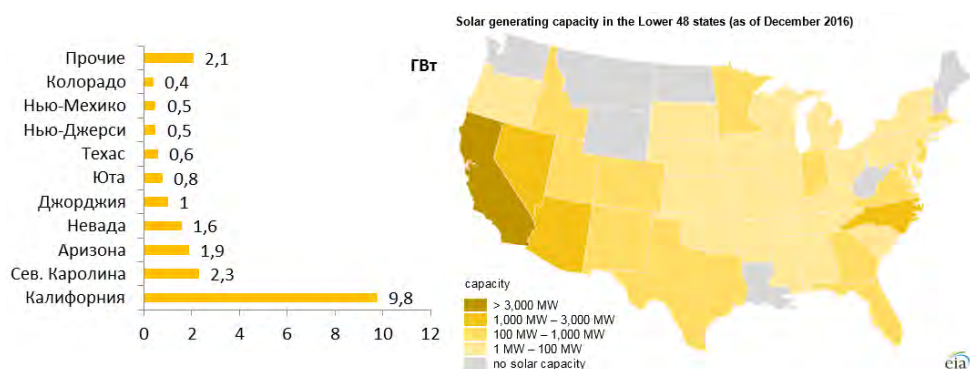 Solar generating capacity in the Lower 48 states (as of December 2016)
ГВт
Прочие 2,1
Колорадо 0,4
Нью-Мехико 0,5
Нью-Джерси 0,5
Техас 0,6
Юта 0,8
Джорджия 1
Невада 1,6
Аризона 1,9
Сев. Каролина 2,3
Калифорния 9,8
0 2 4 6 8 10 12
capacity
> 3,000 MW
1,000 MW – 3,000 MW
100 MW – 1,000 MW
1 MW – 100 MW
no solar capacity
eia